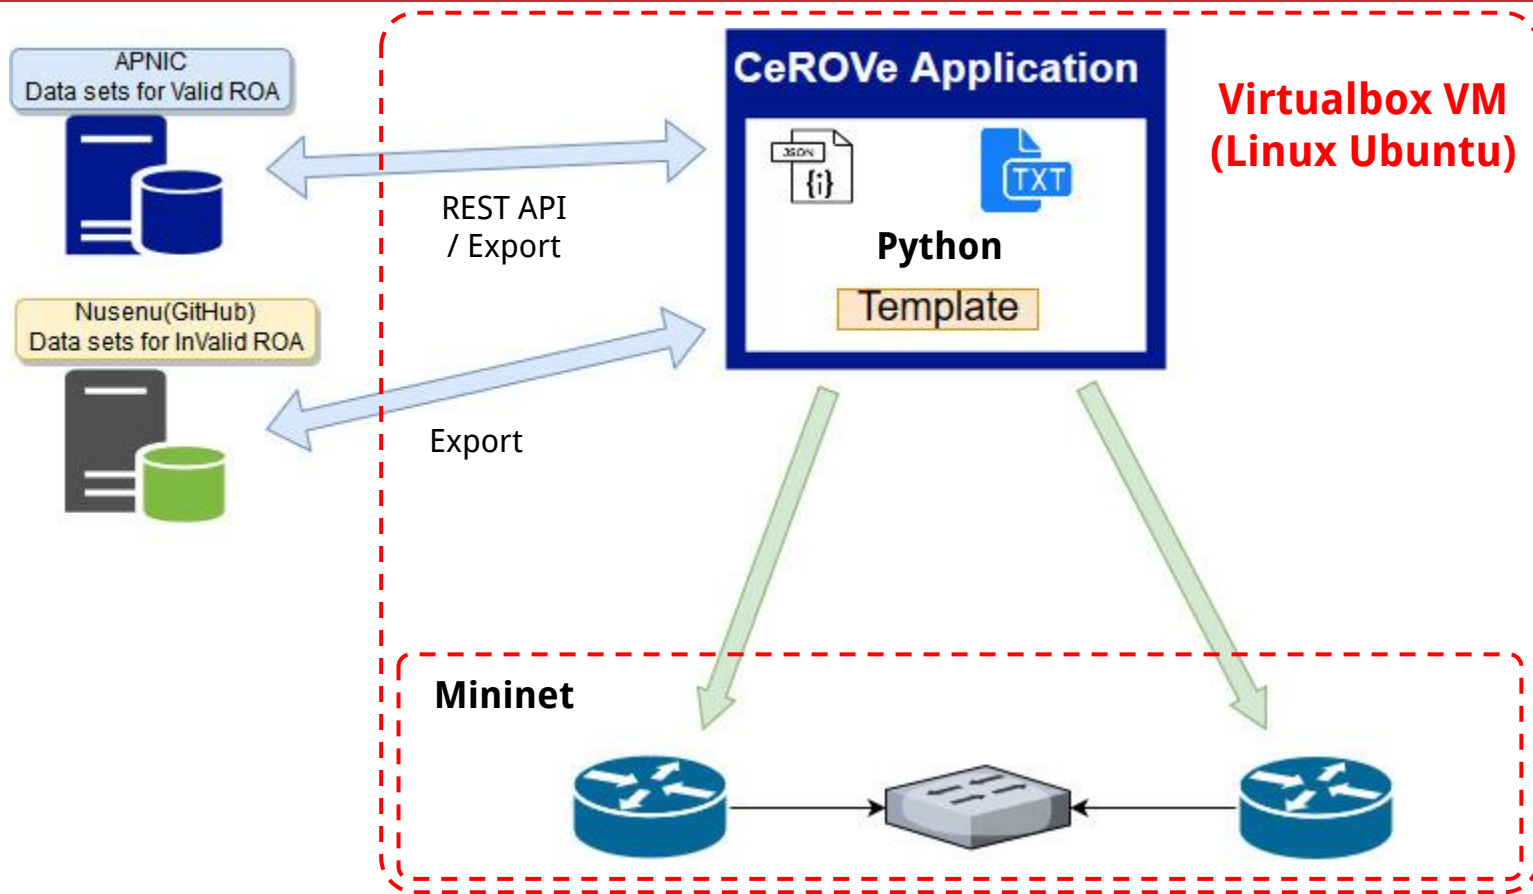 APNIC
Data sets for Valid ROA
CeROVe Application
Virtualbox VM
(Linux Ubuntu)
JSON
{i}
TXT
REST API
/ Export
Python
Template
Nusenu(GitHub)
Data sets for InValid ROA
Export
Mininet